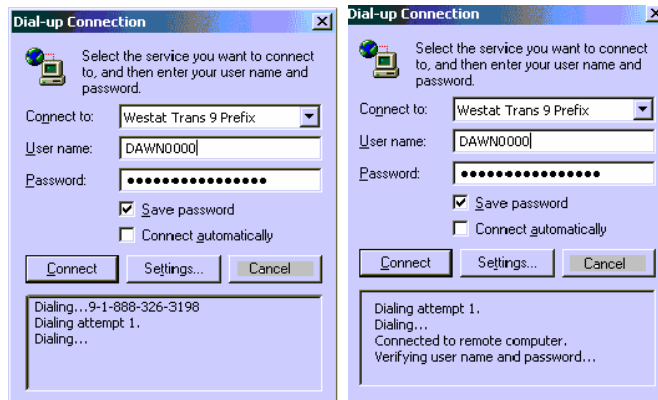 Dial-up Connection
Select the service you want to connect
to, and then enter your user name and
password.
Connect to: Westat Trans 9 Prefix
User name: DAWN0000
Password: ●●●●●●●●●●●●●●●●
Save password
Connect automatically
Connect Settings... Cancel
Dialing...9-1-888-326-3198
Dialing attempt 1.
Dialing...
Dial-up Connection
Select the service you want to connect
to, and then enter your user name and
password.
Connect to: Westat Trans 9 Prefix
User name: DAWN0000
Password: ●●●●●●●●●●●●●●●●
Save password
Connect automatically
Connect Settings... Cancel
Dialing attempt 1.
Dialing...
Connected to remote computer.
Verifying user name and password...